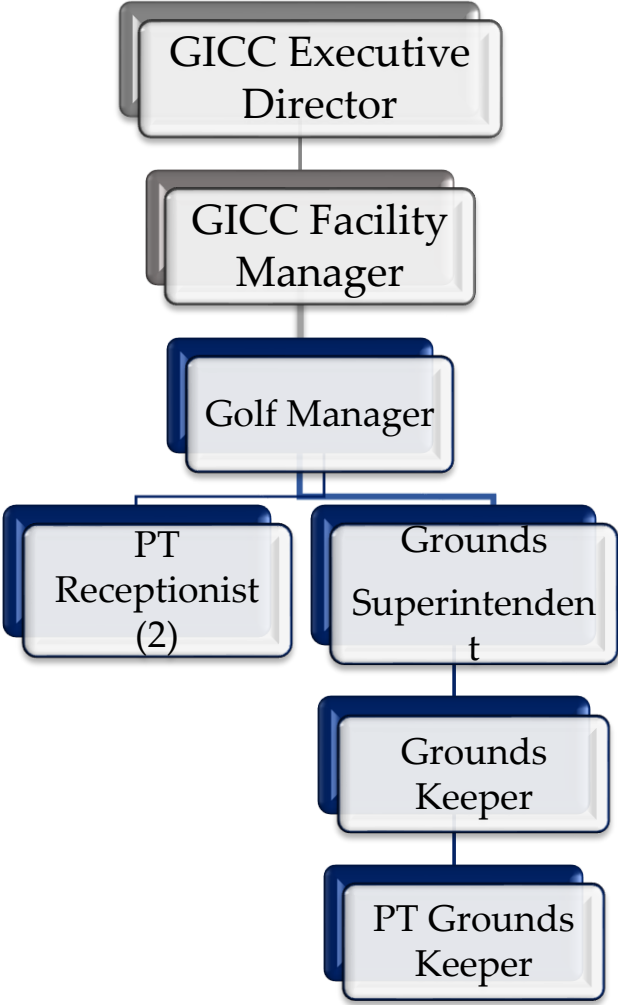 GICC Executive
Director
GICC Facility
Manager
Golf Manager
PT
Receptionist
(2)
Grounds
Superintenden
t
Grounds
Keeper
PT Grounds
Keeper